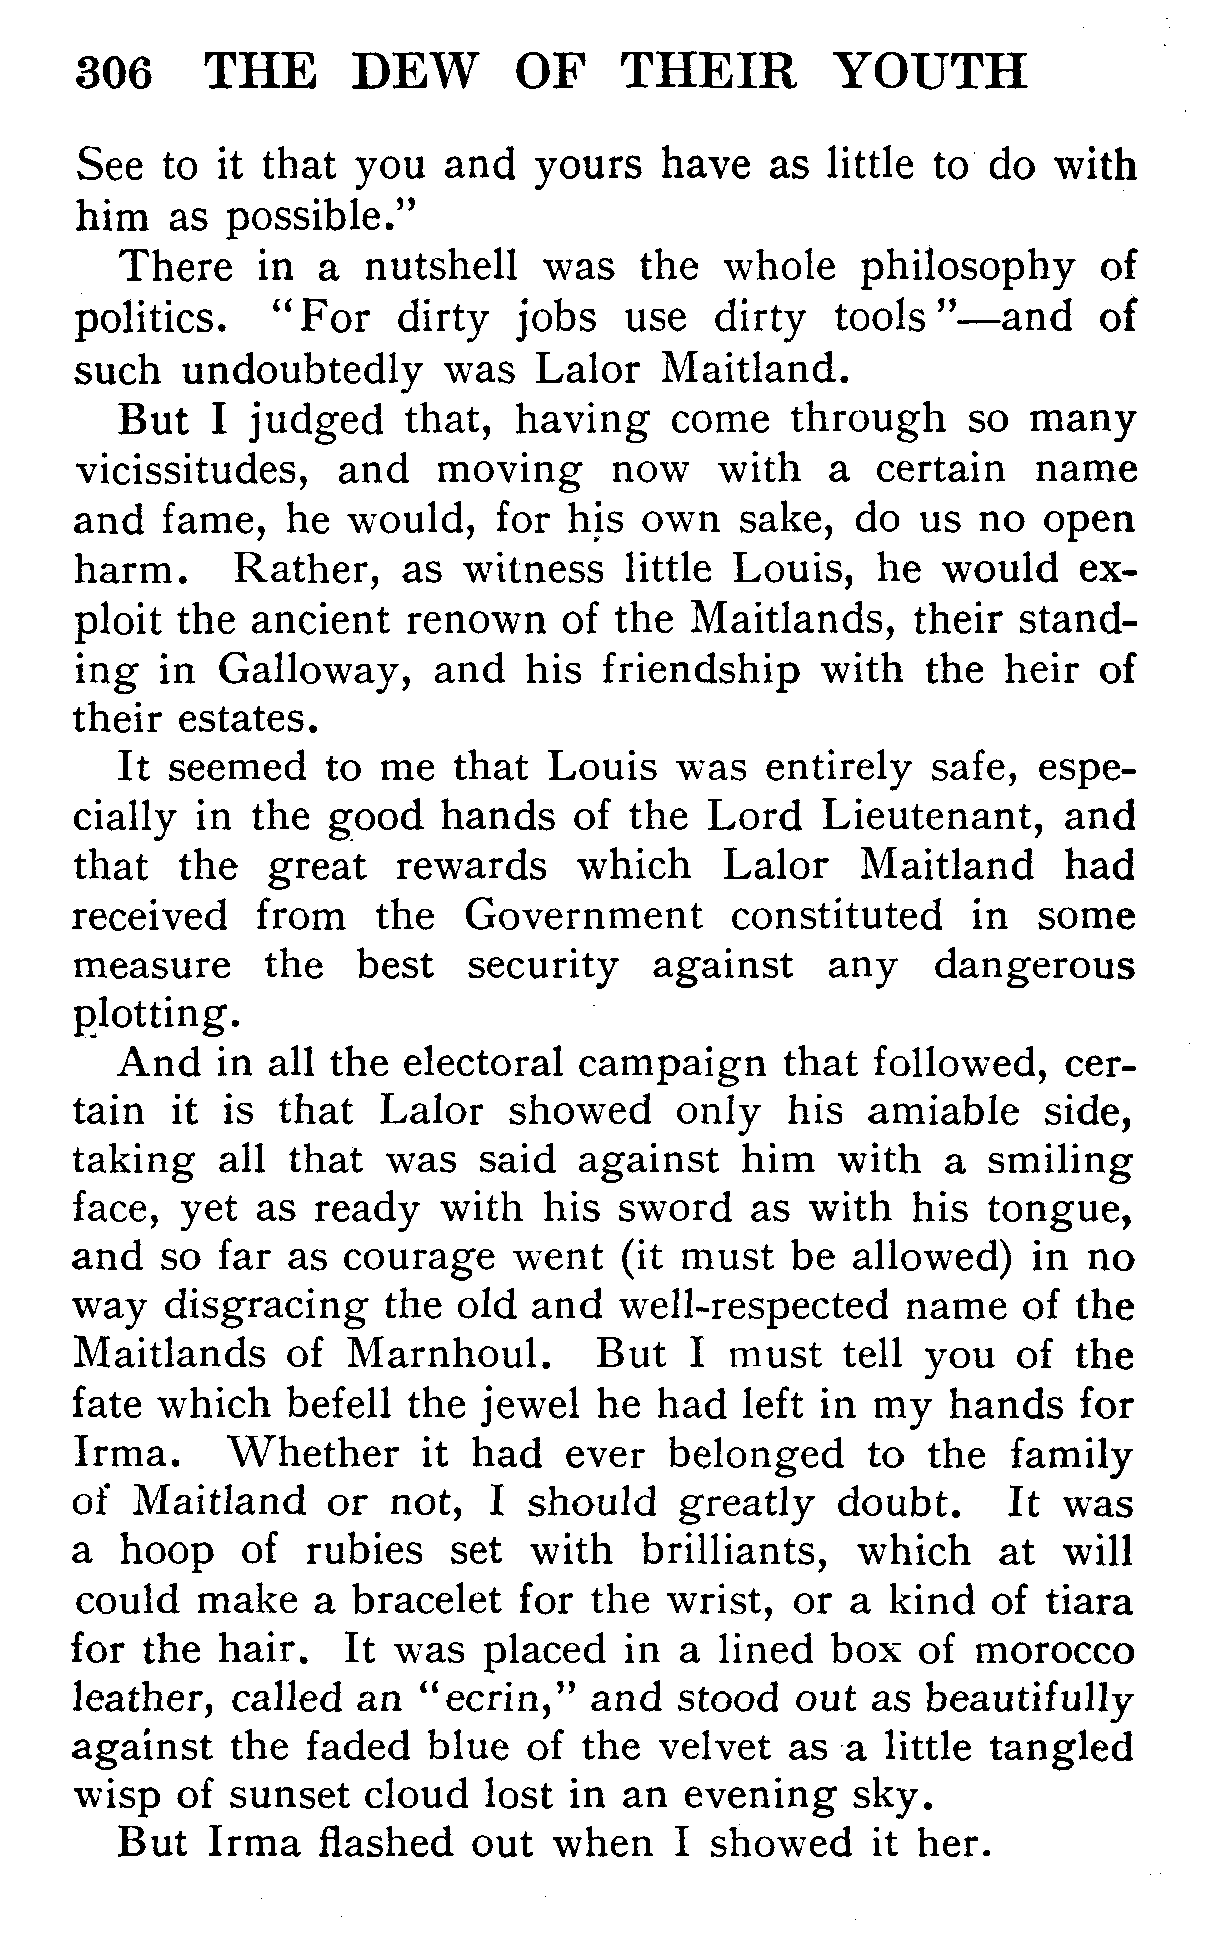 306 THE DEW OF THEIR YOUTH
See to it that you and yours have as little to do with
him as possible."
There in a nutshell was the whole philosophy of
politics. "For dirty jobs use dirty tools"—and of
such undoubtedly was Lalor Maitland.
But I judged that, having come through so many
vicissitudes, and moving now with a certain name
and fame, he would, for his own sake, do us no open
harm. Rather, as witness little Louis, he would ex-
ploit the ancient renown of the Maitlands, their stand-
ing in Galloway, and his friendship with the heir of
their estates.
It seemed to me that Louis was entirely safe, espe-
cially in the good hands of the Lord Lieutenant, and
that the great rewards which Lalor Maitland had
received from the Government constituted in some
measure the best security against any dangerous
plotting.
And in all the electoral campaign that followed, cer-
tain it is that Lalor showed only his amiable side,
taking all that was said against him with a smiling
face, yet as ready with his sword as with his tongue,
and so far as courage went (it must be allowed) in no
way disgracing the old and well-respected name of the
Maitlands of Marnhoul. But I must tell you of the
fate which befell the jewel he had left in my hands for
Irma. Whether it had ever belonged to the family
of Maitland or not, I should greatly doubt. It was
a hoop of rubies set with brilliants, which at will
could make a bracelet for the wrist, or a kind of tiara
for the hair. It was placed in a lined box of morocco
leather, called an "ecrin," and stood out as beautifully
against the faded blue of the velvet as a little tangled
wisp of sunset cloud lost in an evening sky.
But Irma flashed out when I showed it her.